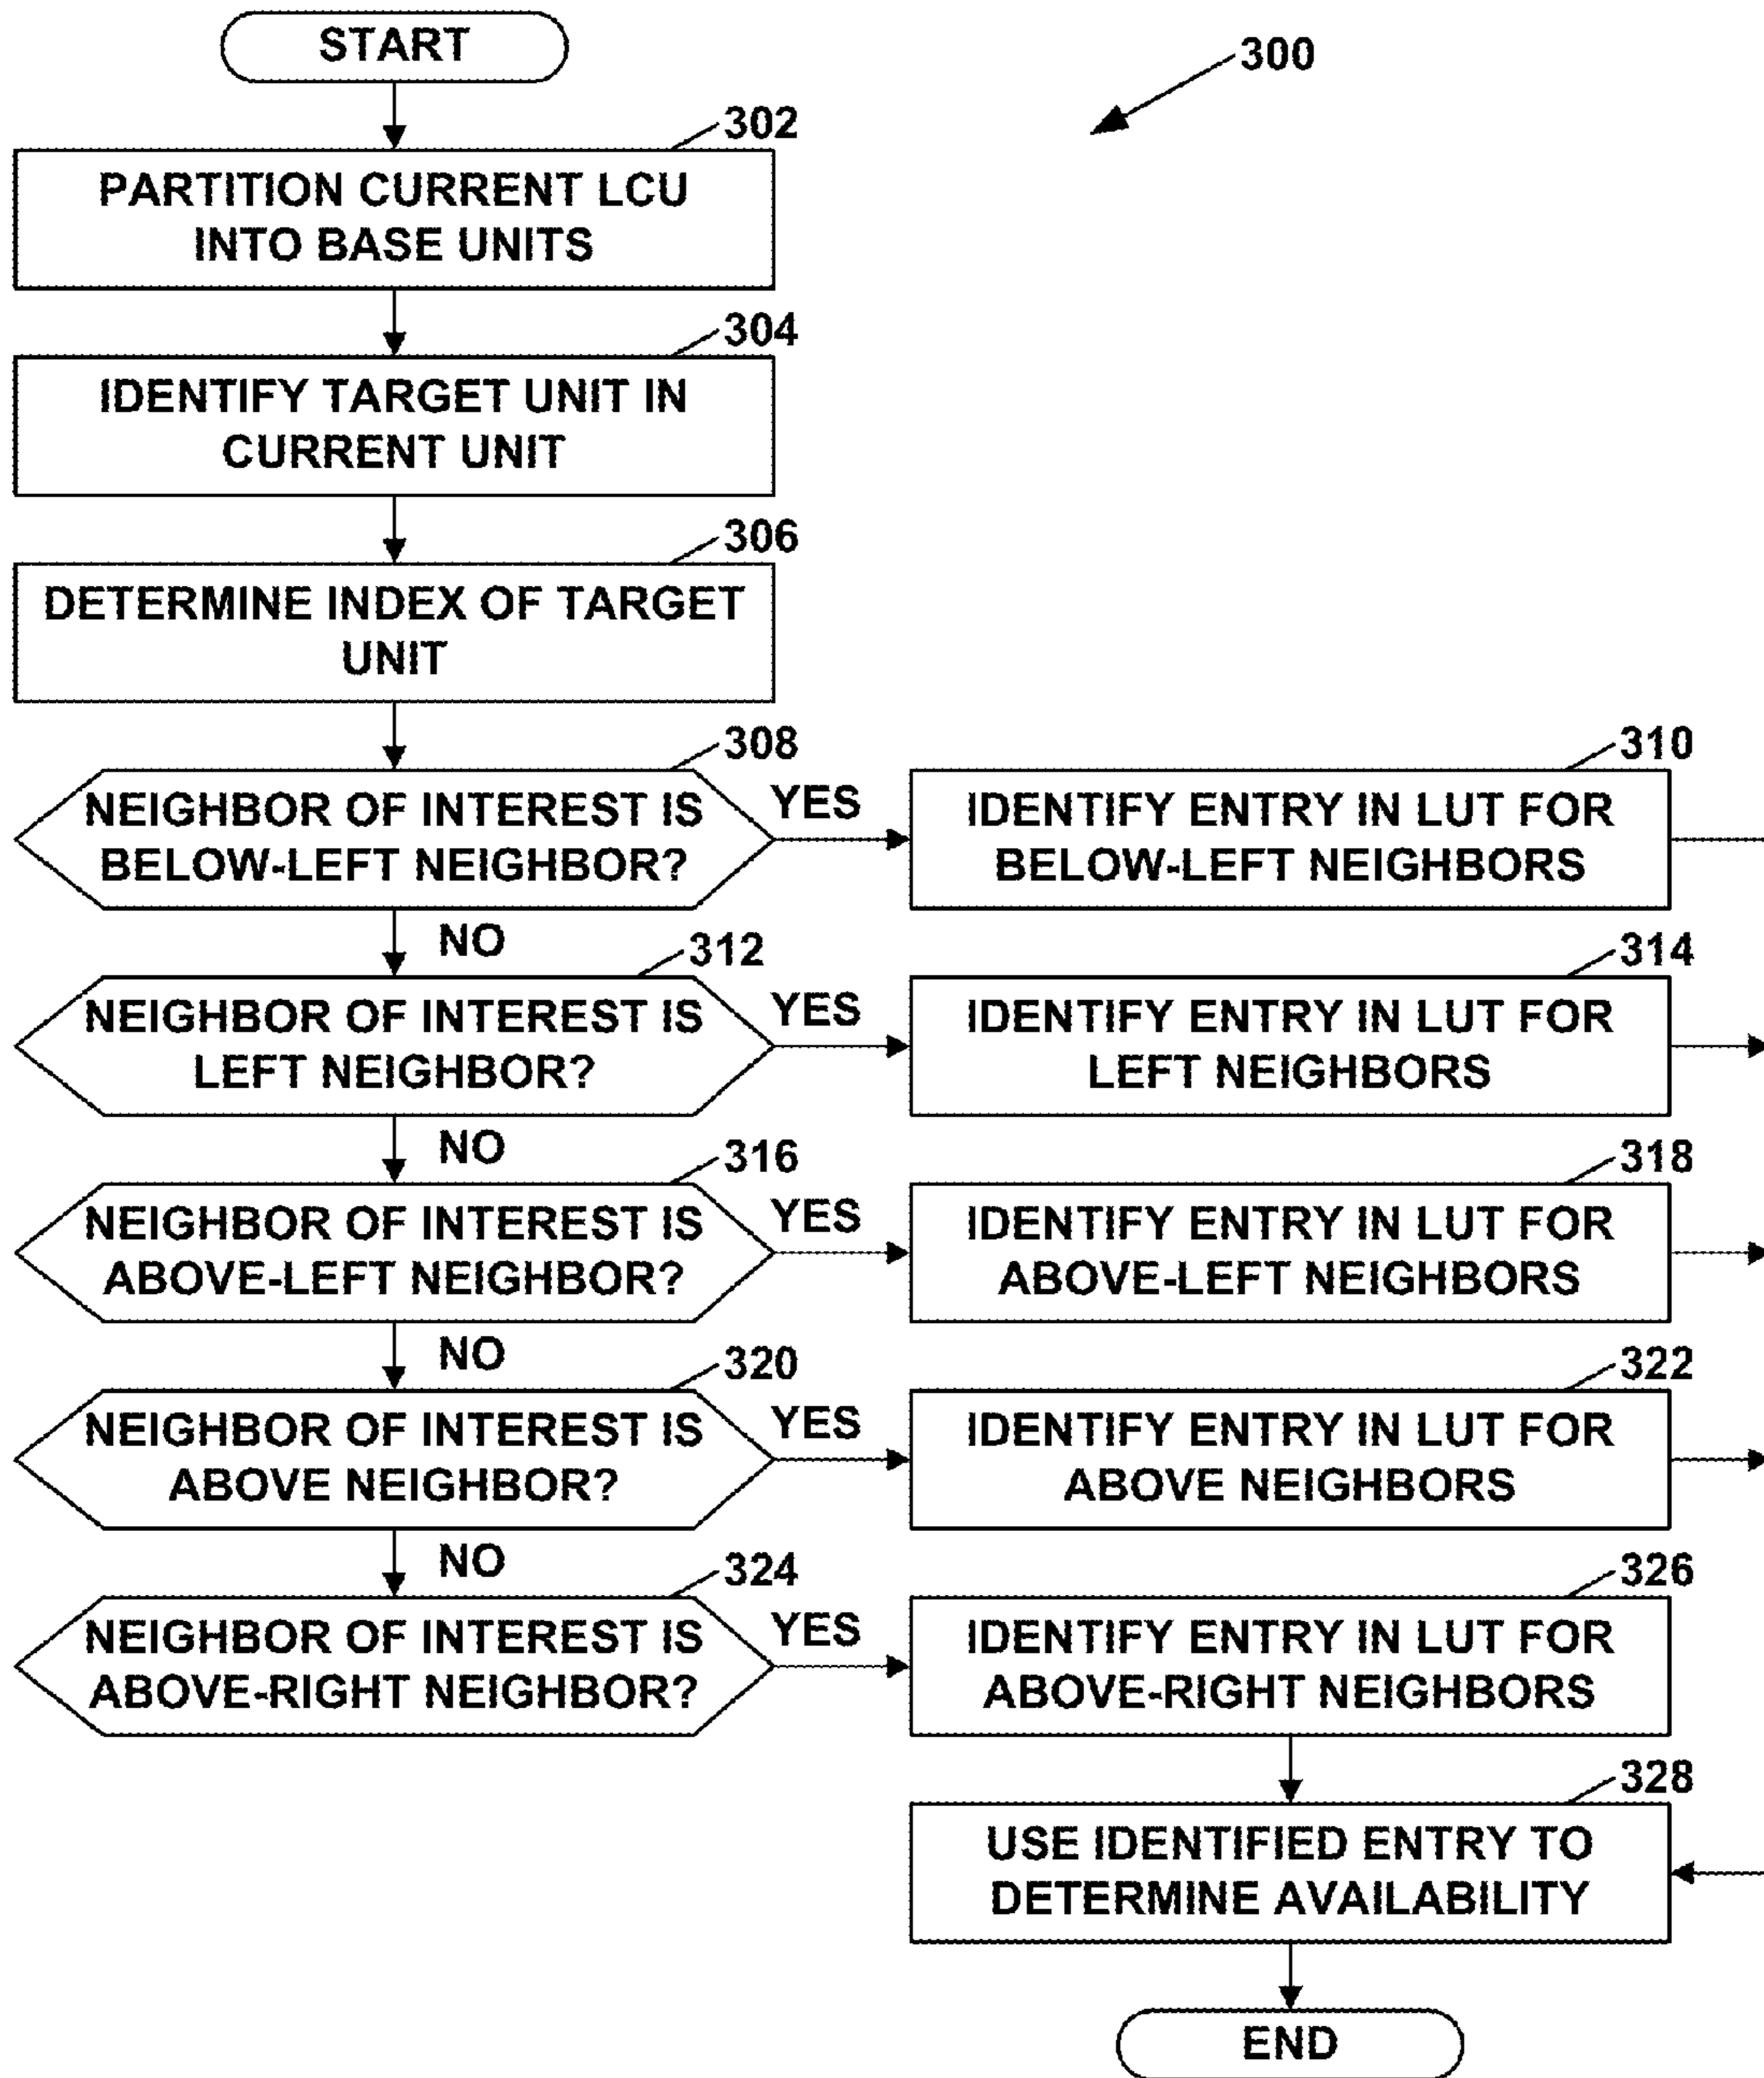 START
300
302
PARTITION CURRENT LCU
INTO BASE UNITS
304
IDENTIFY TARGET UNIT IN
CURRENT UNIT
306
DETERMINE INDEX OF TARGET
UNIT
308
NEIGHBOR OF INTEREST IS
BELOW-LEFT NEIGHBOR?
YES
310
IDENTIFY ENTRY IN LUT FOR
BELOW-LEFT NEIGHBORS
NO
312
NEIGHBOR OF INTEREST IS
LEFT NEIGHBOR?
YES
314
IDENTIFY ENTRY IN LUT FOR
LEFT NEIGHBORS
NO
316
NEIGHBOR OF INTEREST IS
ABOVE-LEFT NEIGHBOR?
YES
318
IDENTIFY ENTRY IN LUT FOR
ABOVE-LEFT NEIGHBORS
NO
320
NEIGHBOR OF INTEREST IS
ABOVE NEIGHBOR?
YES
322
IDENTIFY ENTRY IN LUT FOR
ABOVE NEIGHBORS
NO
324
NEIGHBOR OF INTEREST IS
ABOVE-RIGHT NEIGHBOR?
YES
326
IDENTIFY ENTRY IN LUT FOR
ABOVE-RIGHT NEIGHBORS
328
USE IDENTIFIED ENTRY TO
DETERMINE AVAILABILITY
END